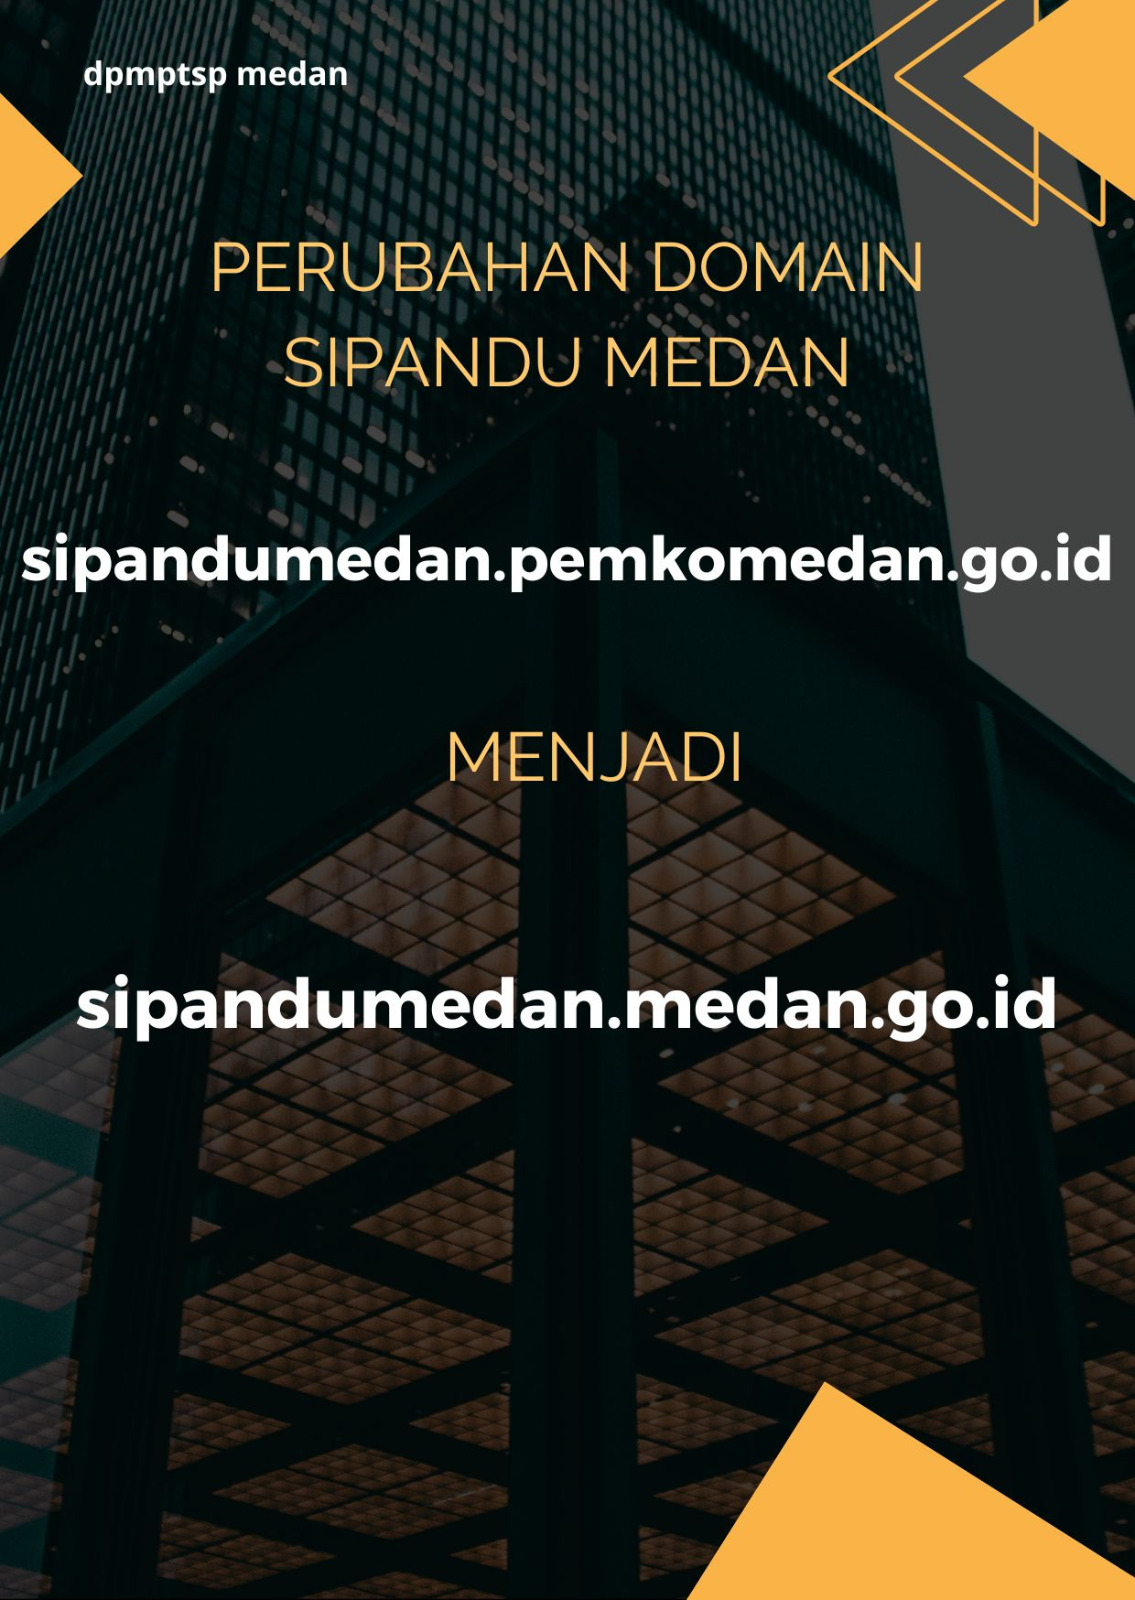 dpmptsp medan
PERUBAHAN DOMAIN
SIPANDU MEDAN
sipandumedan.pemkomedan.go.id
MENJADI
sipandumedan.medan.go.id